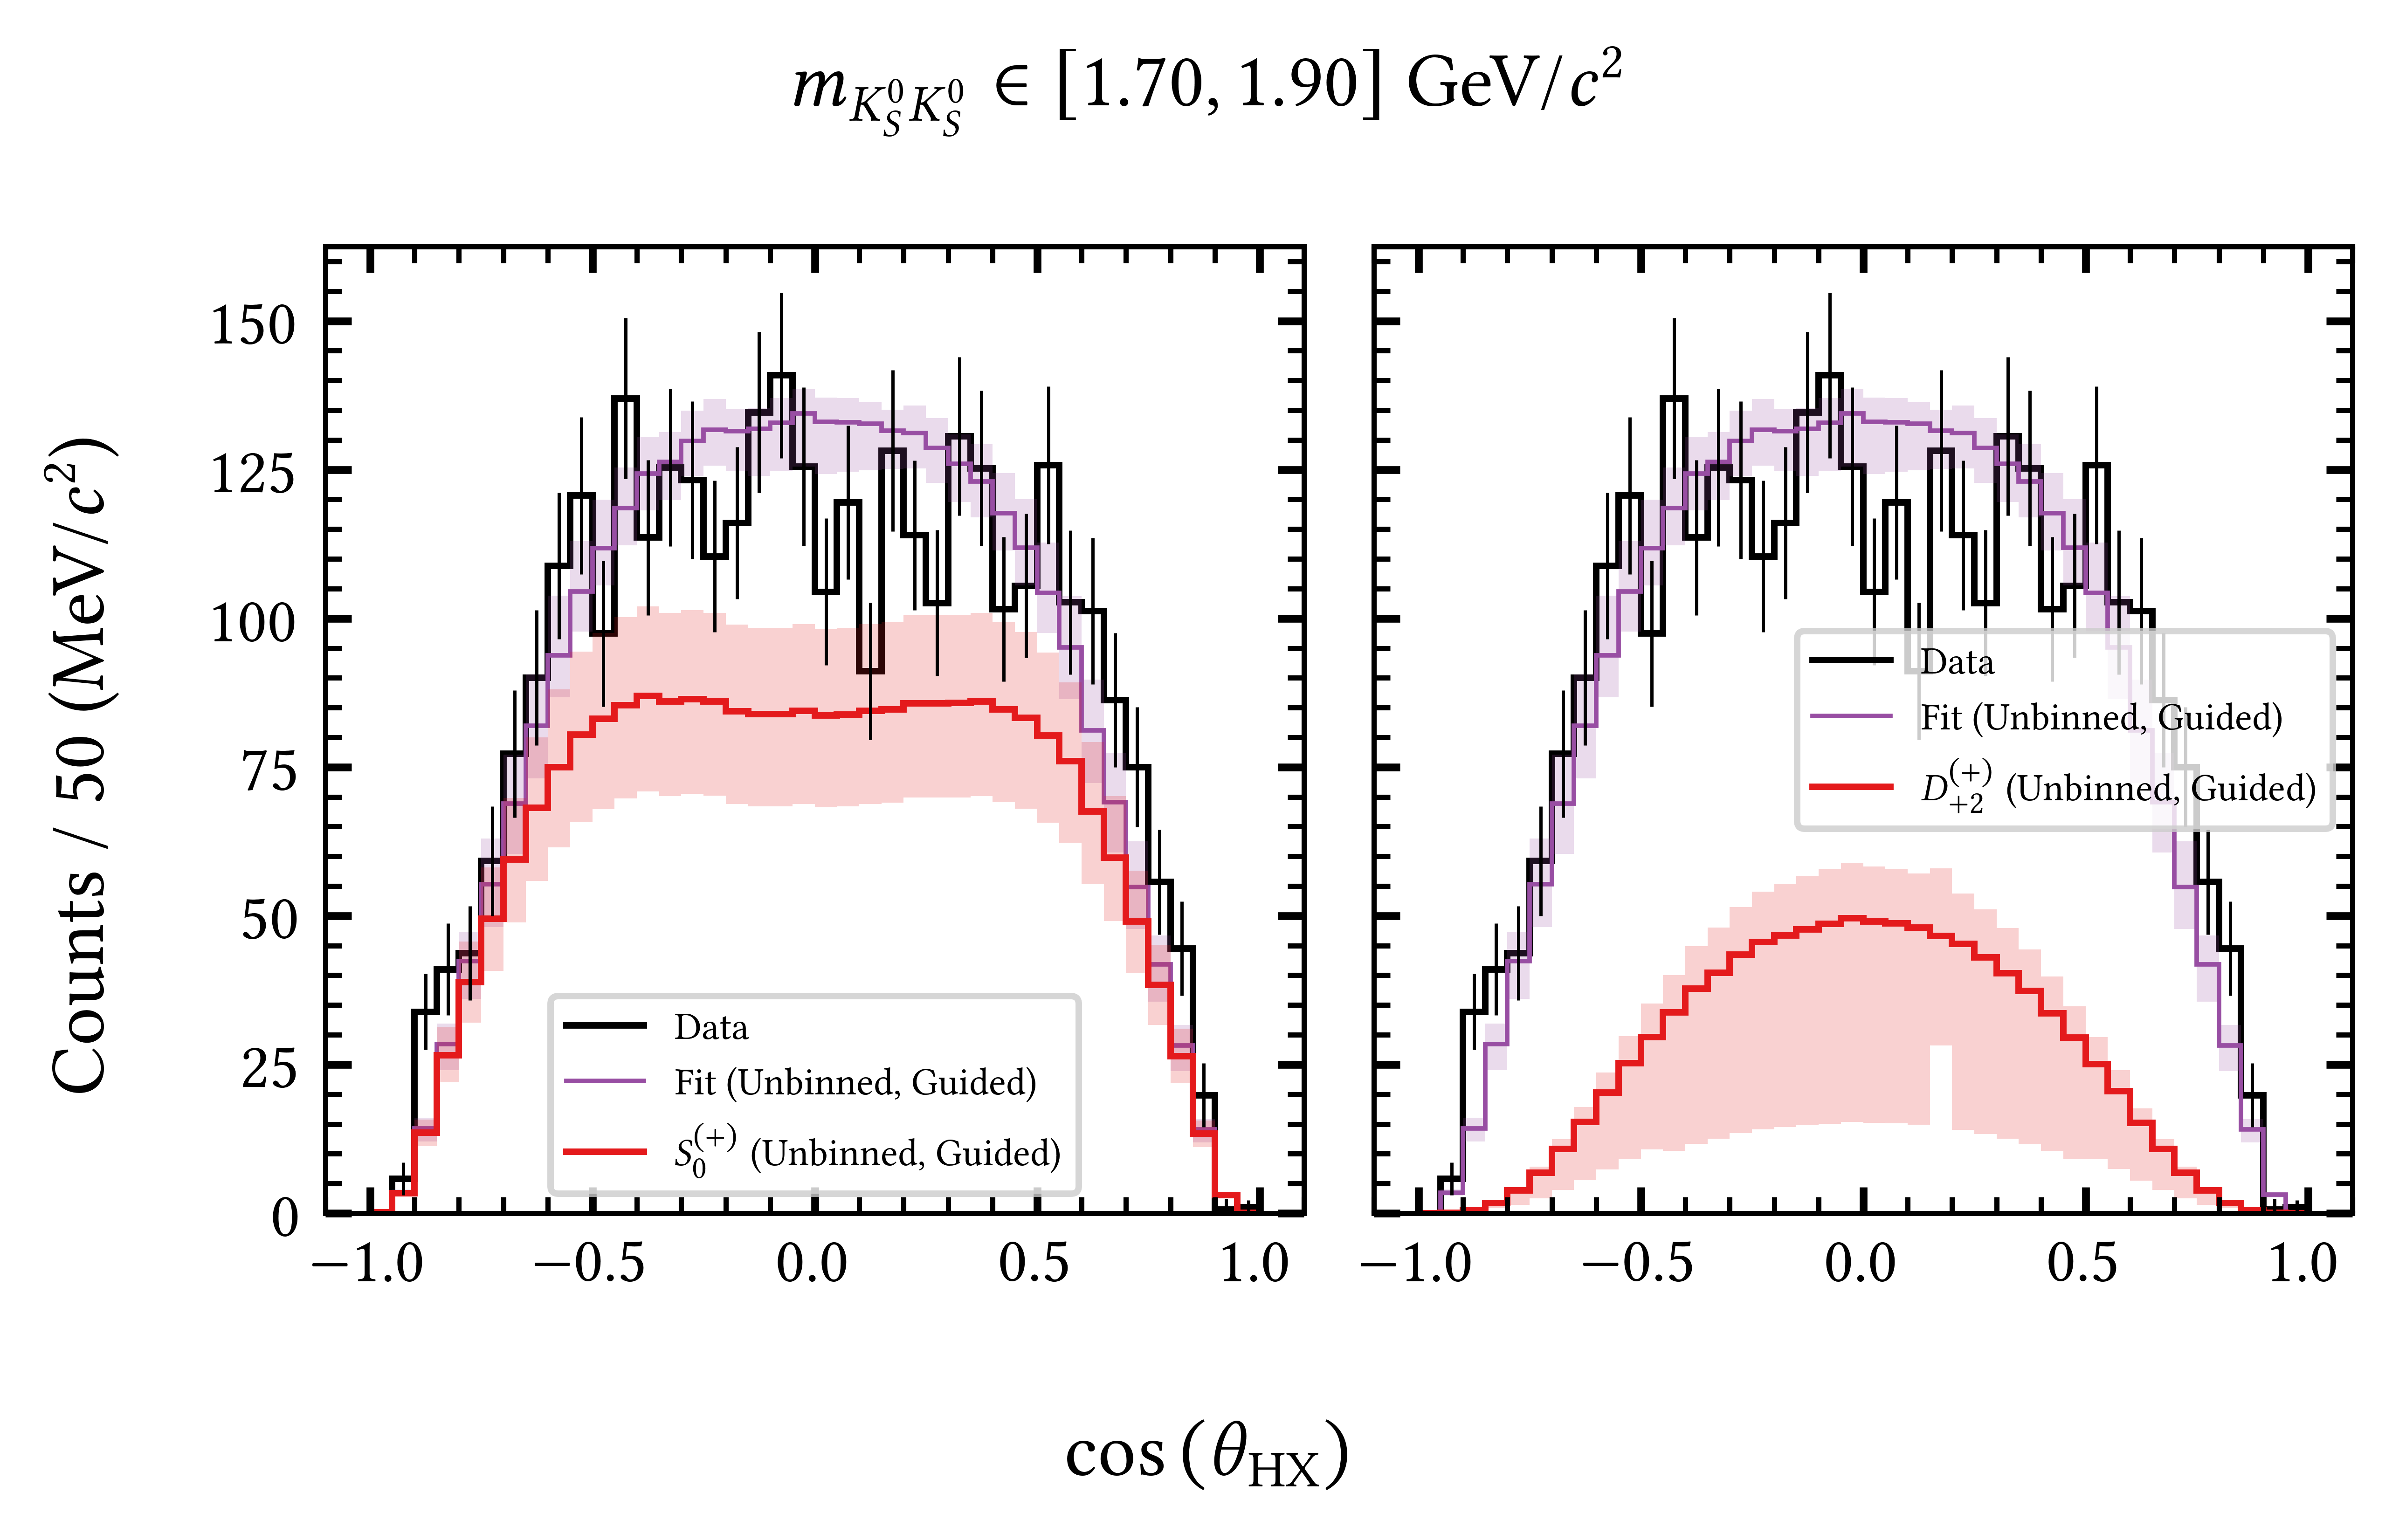 m_{K_S^0 K_S^0} ∈ [1.70, 1.90] GeV/c²
Counts / 50 (MeV/c²)
150
125
100
75
50
25
0
Data
Fit (Unbinned, Guided)
S_0^{(+)} (Unbinned, Guided)
−1.0 −0.5 0.0 0.5 1.0
Data
Fit (Unbinned, Guided)
D_{+2}^{(+)} (Unbinned, Guided)
−1.0 −0.5 0.0 0.5 1.0
cos (θ_{HX})